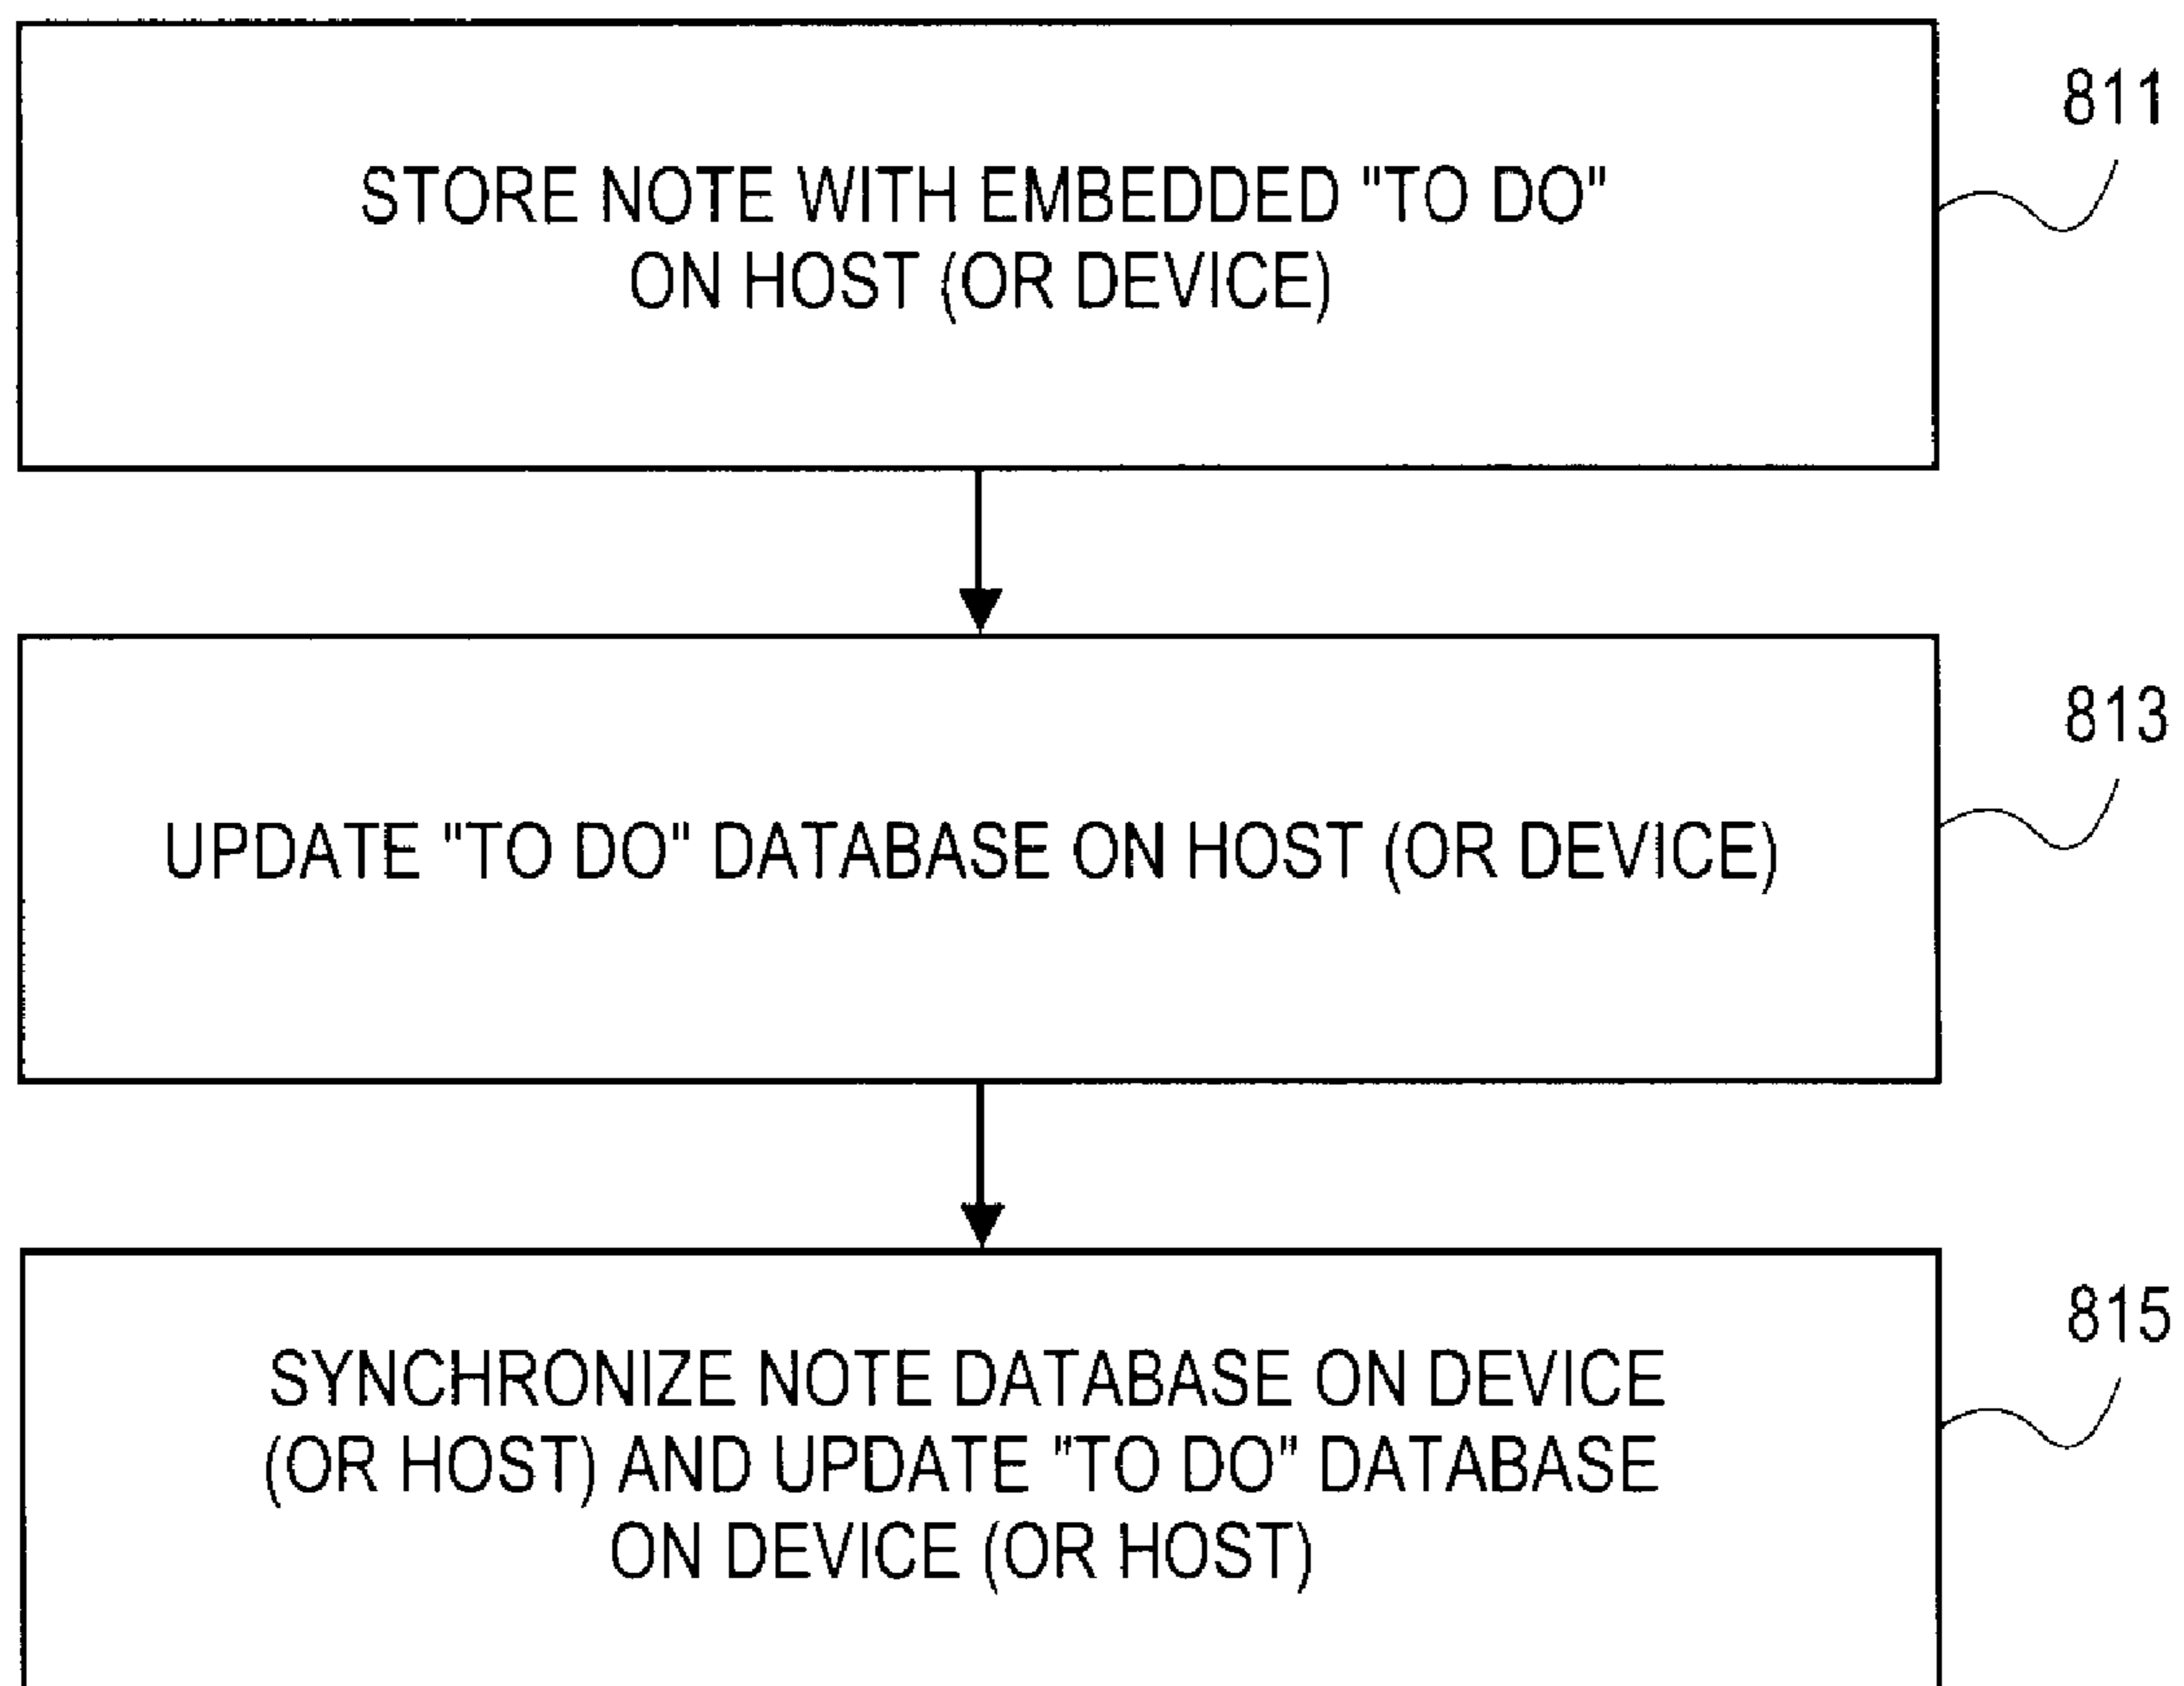 811
STORE NOTE WITH EMBEDDED "TO DO"
ON HOST (OR DEVICE)
813
UPDATE "TO DO" DATABASE ON HOST (OR DEVICE)
815
SYNCHRONIZE NOTE DATABASE ON DEVICE
(OR HOST) AND UPDATE "TO DO" DATABASE
ON DEVICE (OR HOST)